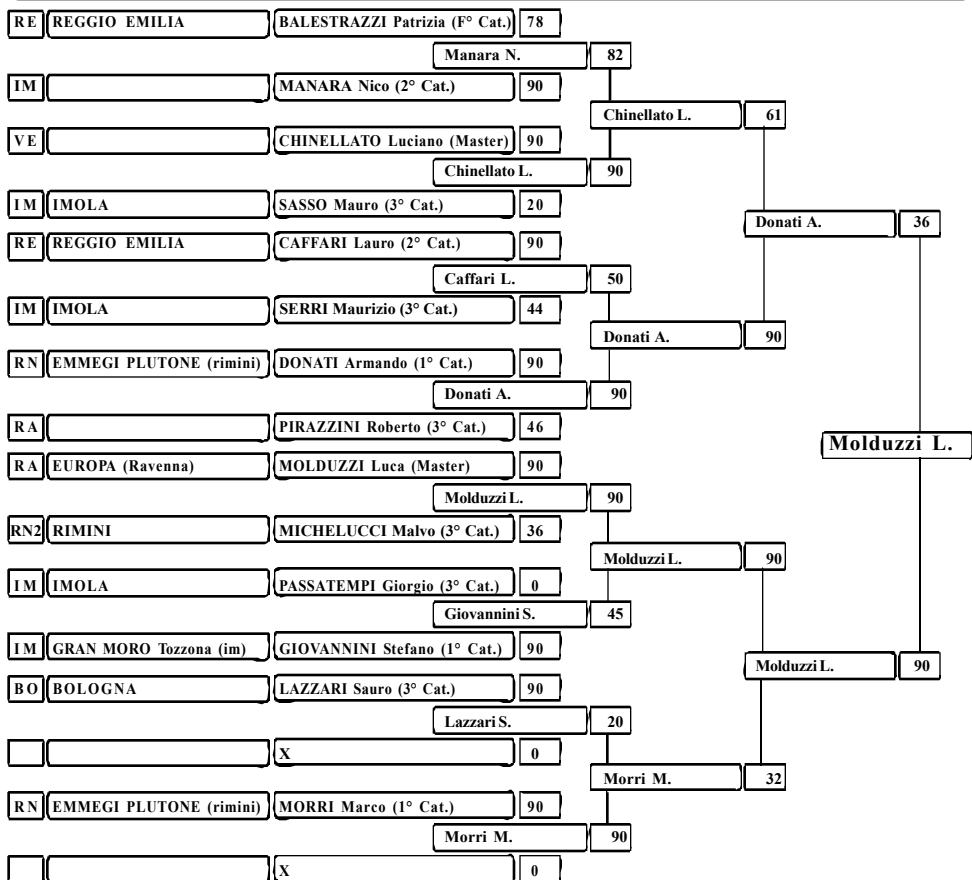 RE REGGIO EMILIA BALESTRAZZI Patrizia (F° Cat.) 78
Manara N. 82
IM MANARA Nico (2° Cat.) 90
Chinellato L. 61
VE CHINELLATO Luciano (Master) 90
Chinellato L. 90
IM IMOLA SASSO Mauro (3° Cat.) 20
Donati A. 36
RE REGGIO EMILIA CAFFARI Lauro (2° Cat.) 90
Caffari L. 50
IM IMOLA SERRI Maurizio (3° Cat.) 44
Donati A. 90
RN EMMEGI PLUTONE (rimini) DONATI Armando (1° Cat.) 90
Donati A. 90
RA PIRAZZINI Roberto (3° Cat.) 46
Molduzzi L.
RA EUROPA (Ravenna) MOLDUZZI Luca (Master) 90
Molduzzi L. 90
RN2 RIMINI MICHELUCCI Malvo (3° Cat.) 36
Molduzzi L. 90
IM IMOLA PASSATEMPI Giorgio (3° Cat.) 0
Giovannini S. 45
IM GRAN MORO Tozzona (im) GIOVANNINI Stefano (1° Cat.) 90
Molduzzi L. 90
BO BOLOGNA LAZZARI Sauro (3° Cat.) 90
Lazzari S. 20
X 0
Morri M. 32
RN EMMEGI PLUTONE (rimini) MORRI Marco (1° Cat.) 90
Morri M. 90
X 0